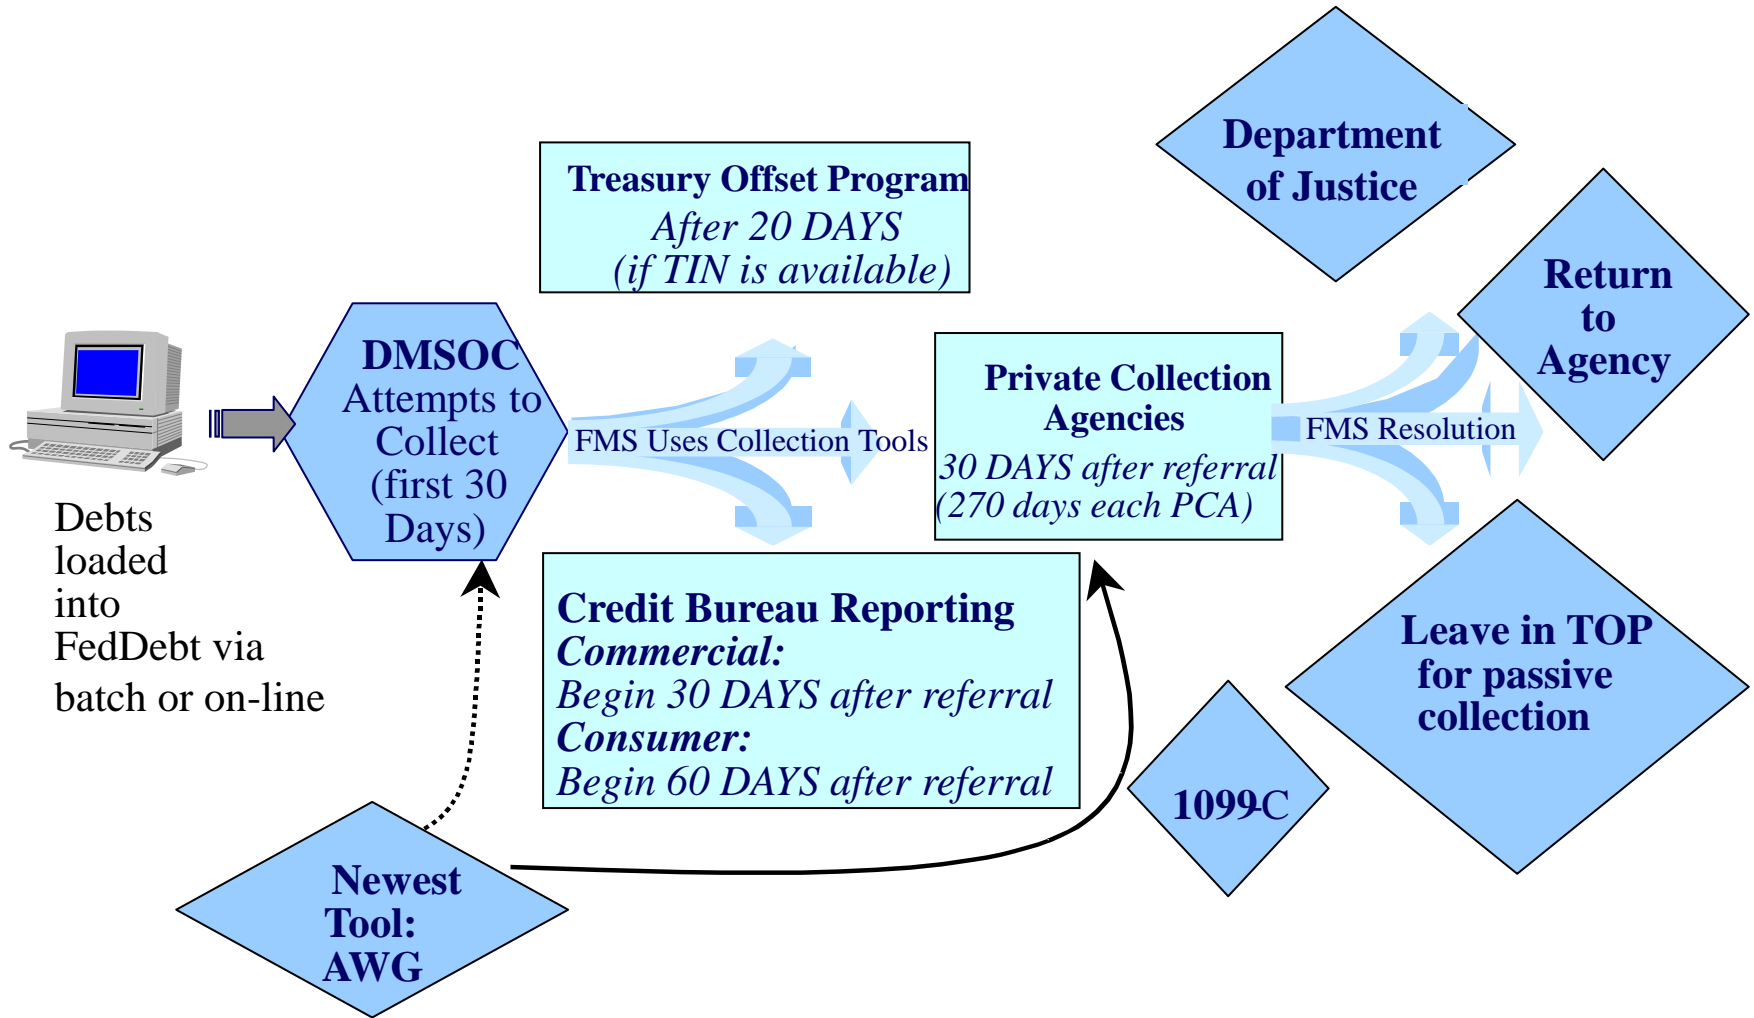 Debts
loaded
into
FedDebt via
batch or on-line
DMSOC
Attempts to
Collect
(first 30
Days)
Treasury Offset Program
After 20 DAYS
(if TIN is available)
FMS Uses Collection Tools
Credit Bureau Reporting
Commercial:
Begin 30 DAYS after referral
Consumer:
Begin 60 DAYS after referral
Newest
Tool:
AWG
Private Collection
Agencies
30 DAYS after referral
(270 days each PCA)
FMS Resolution
Department
of Justice
Return
to
Agency
Leave in TOP
for passive
collection
1099-C